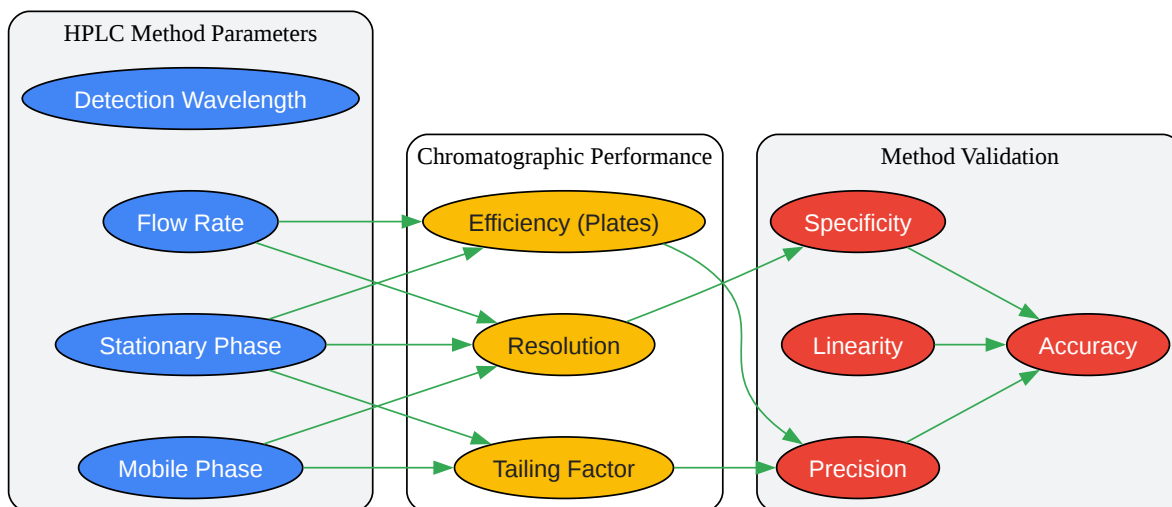 HPLC Method Parameters
Detection Wavelength
Flow Rate
Stationary Phase
Mobile Phase
Chromatographic Performance
Efficiency (Plates)
Resolution
Tailing Factor
Method Validation
Specificity
Linearity
Accuracy
Precision